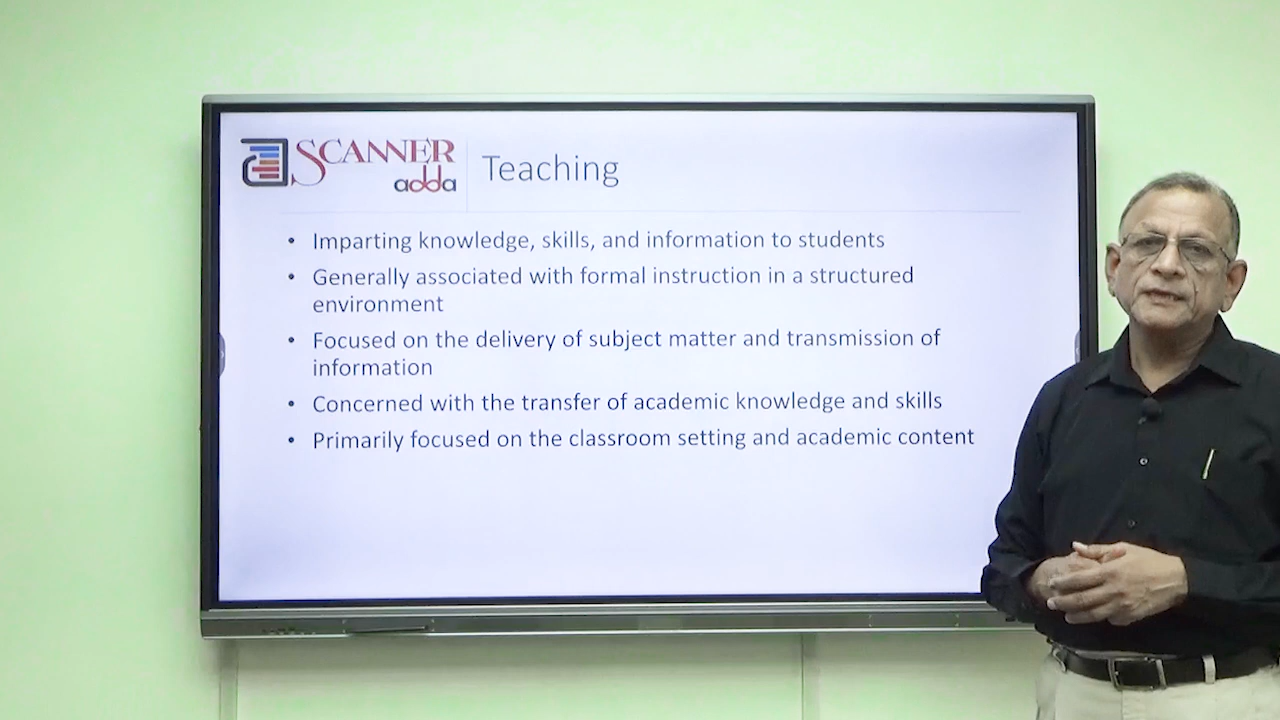 SCANNER
adda
Teaching
• Imparting knowledge, skills, and information to students
• Generally associated with formal instruction in a structured
environment
• Focused on the delivery of subject matter and transmission of
information
• Concerned with the transfer of academic knowledge and skills
• Primarily focused on the classroom setting and academic content